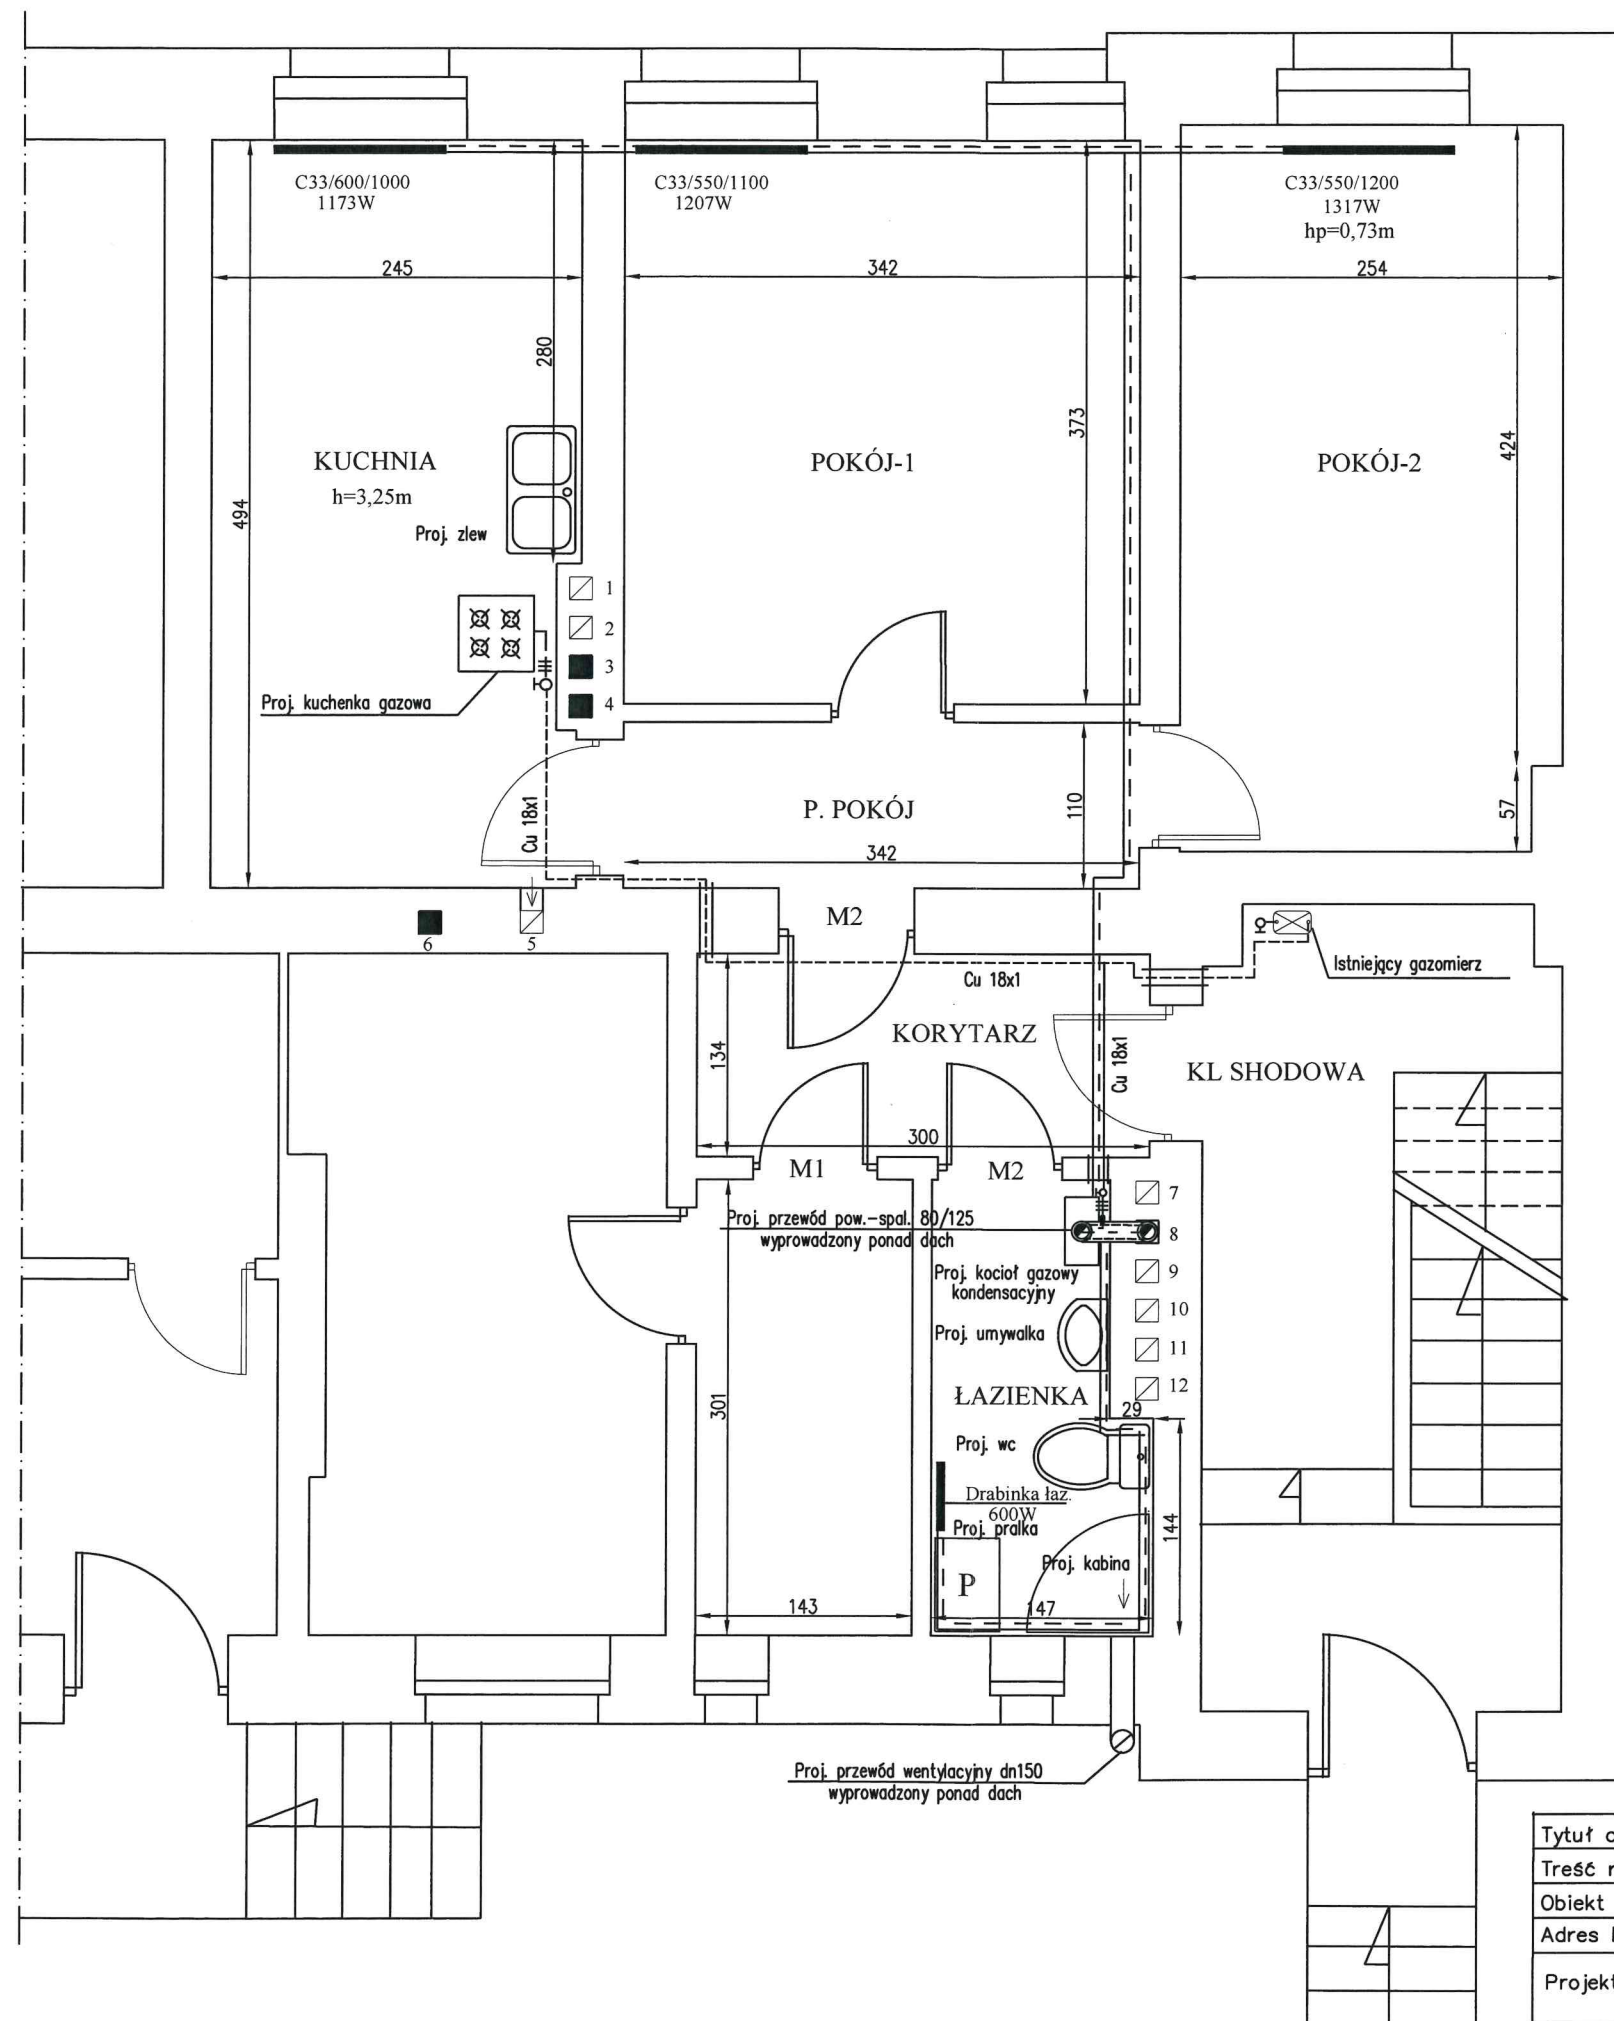 C33/600/1000
1173W
C33/550/1100
1207W
C33/550/1200
1317W
hp=0,73m
245
342
254
280
373
424
494
KUCHNIA
h=3,25m
POKÓJ-1
POKÓJ-2
Proj. zlew
1
2
3
4
Proj. kuchenka gazowa
Cu 18x1
P. POKÓJ
342
110
57
6
5
M2
Istniejący gazomierz
Cu 18x1
KORYTARZ
134
Cu 18x1
KL SHODOWA
300
M1
M2
7
Proj. przewód pow.-spal. 80/125
wyprowadzony ponad dach
8
Proj. kocioł gazowy
kondensacyjny
9
10
Proj. umywalka
11
12
ŁAZIENKA
301
29
Proj. wc
Drabinka łaz.
600W
Proj. pralka
144
Proj. kabina
P
143
147
Proj. przewód wentylacyjny dn150
wyprowadzony ponad dach
Tytuł
Treść
Obiekt
Adres
Projekt